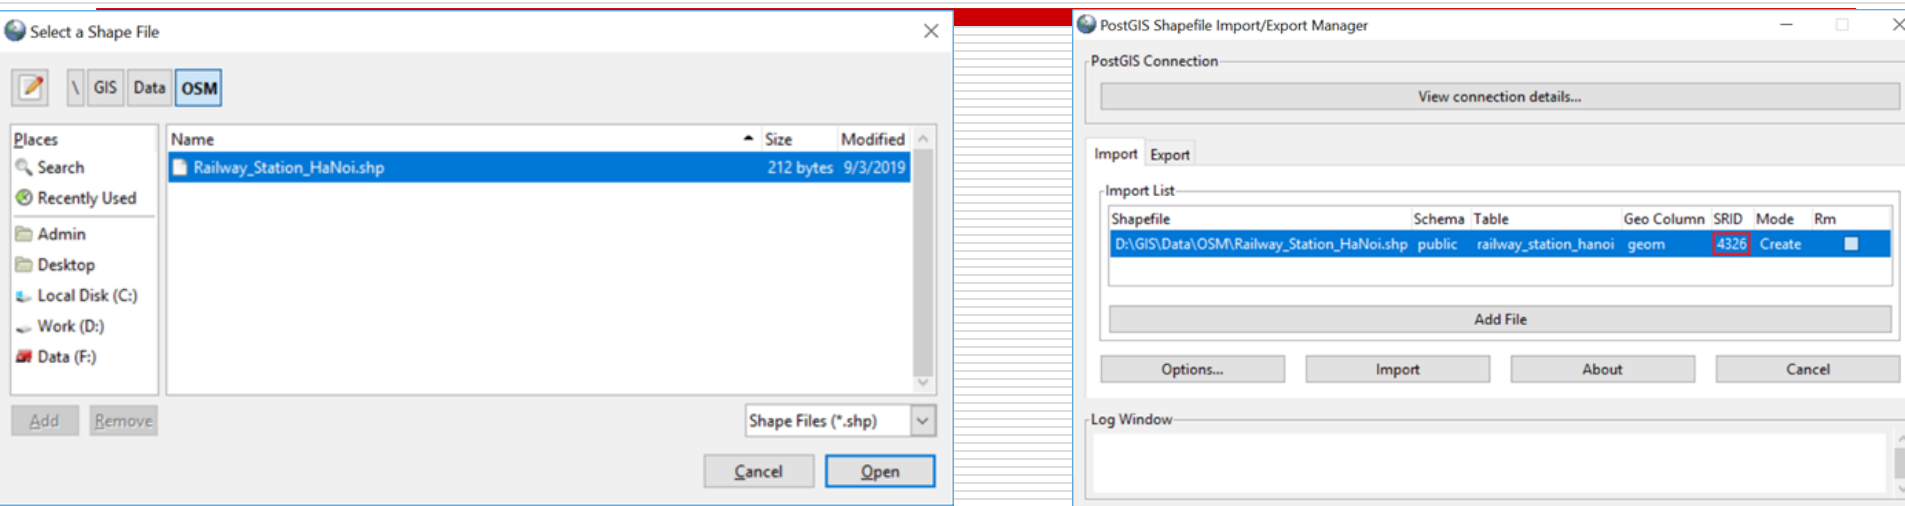 Select a Shape File
\ GIS Data OSM
Places
Search
Recently Used
Admin
Desktop
Local Disk (C:)
Work (D:)
Data (F:)
Name Size Modified
Railway_Station_HaNoi.shp 212 bytes 9/3/2019
Add Remove
Shape Files (*.shp)
Cancel Open
PostGIS Shapefile Import/Export Manager
PostGIS Connection
View connection details...
Import Export
Import List
Shapefile Schema Table Geo Column SRID Mode Rm
D:\GIS\Data\OSM\Railway_Station_HaNoi.shp public railway_station_hanoi geom 4326 Create
Add File
Options... Import About Cancel
Log Window